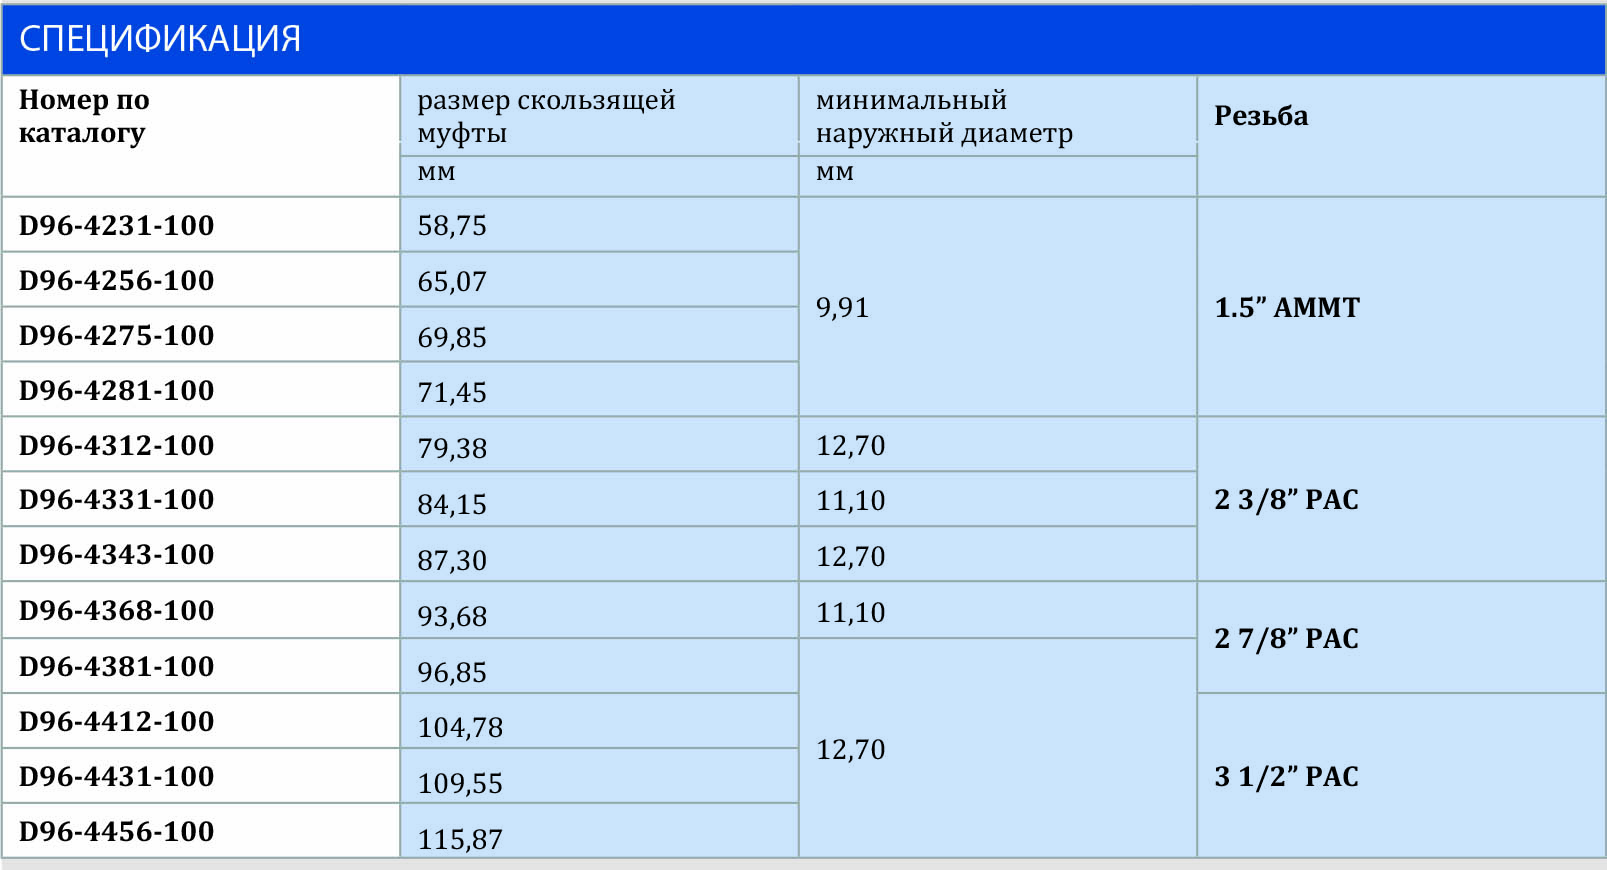 СПЕЦИФИКАЦИЯ
Номер по
каталогу
размер скользящей
муфты
мм
минимальный
наружный диаметр
мм
Резьба
D96-4231-100
58,75
9,91
1.5” АММТ
D96-4256-100
65,07
D96-4275-100
69,85
D96-4281-100
71,45
D96-4312-100
79,38
12,70
2 3/8” PAC
D96-4331-100
84,15
11,10
D96-4343-100
87,30
12,70
D96-4368-100
93,68
11,10
2 7/8” PAC
D96-4381-100
96,85
12,70
D96-4412-100
104,78
3 1/2” PAC
D96-4431-100
109,55
D96-4456-100
115,87